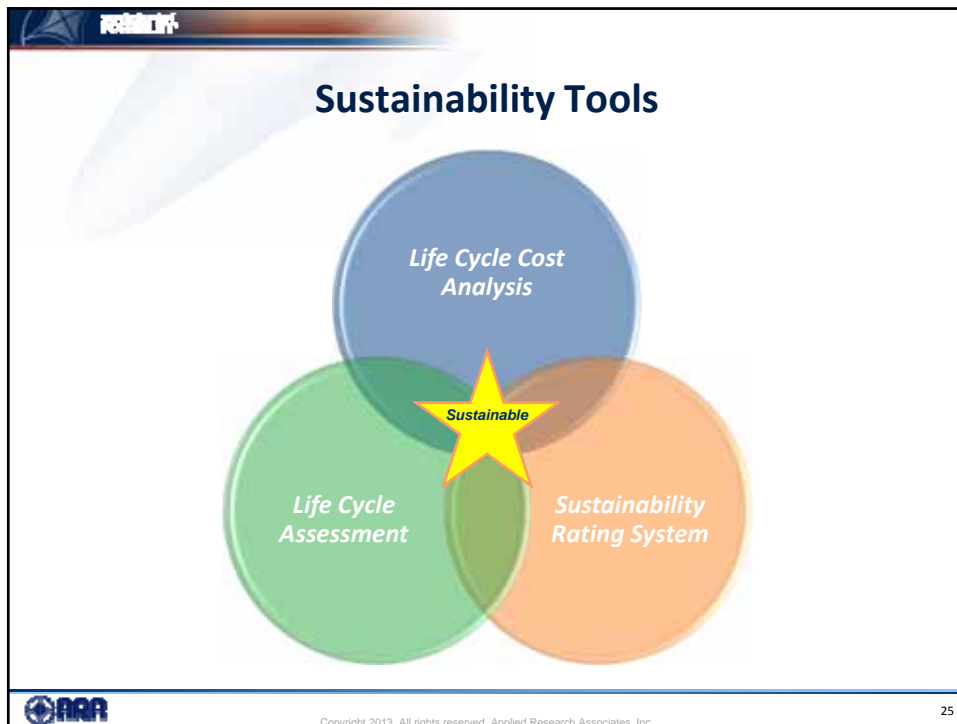 Sustainability Tools
Life Cycle Cost
Analysis
Sustainable
Life Cycle
Assessment
Sustainability
Rating System
ARA
Copyright 2013. All rights reserved. Applied Research Associates, Inc.
25